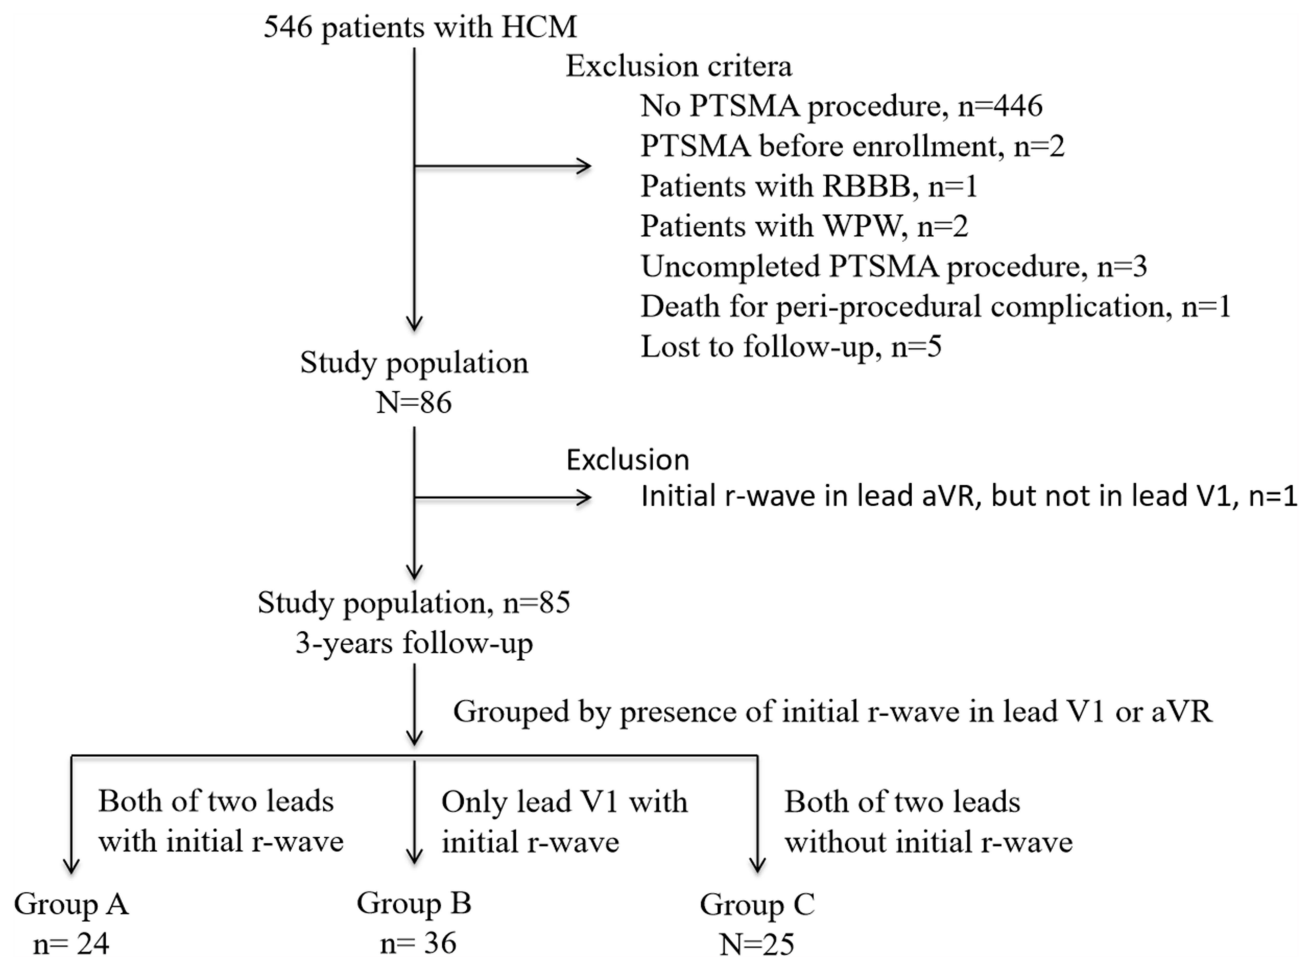 546 patients with HCM
Exclusion critera
No PTSMA procedure, n=446
PTSMA before enrollment, n=2
Patients with RBBB, n=1
Patients with WPW, n=2
Uncompleted PTSMA procedure, n=3
Death for peri-procedural complication, n=1
Lost to follow-up, n=5
Study population
N=86
Exclusion
Initial r-wave in lead aVR, but not in lead V1, n=1
Study population, n=85
3-years follow-up
Grouped by presence of initial r-wave in lead V1 or aVR
Both of two leads
with initial r-wave
Only lead V1 with
initial r-wave
Both of two leads
without initial r-wave
Group A
n= 24
Group B
n= 36
Group C
N=25